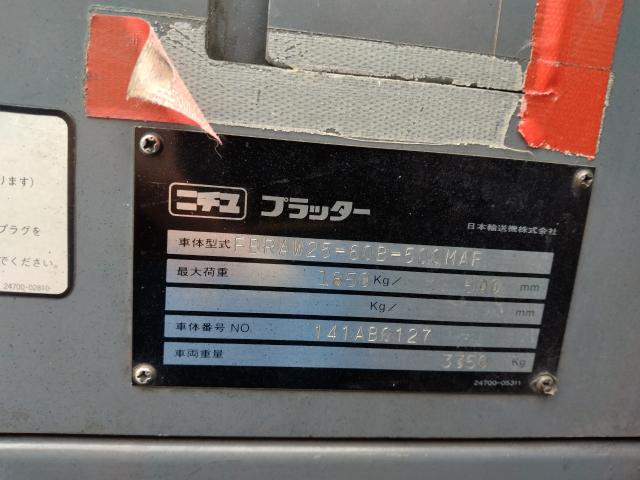 ります)
プラグを
でください。
24700-02810
ニチユ プラッター
日本輸送機株式会社
車体型式 FBRAW25-60B-500MAF
最大荷重 1850 Kg/ 500 mm
Kg/ mm
車体番号 NO. 141AB6127
車両重量 3350 Kg
24700-05311